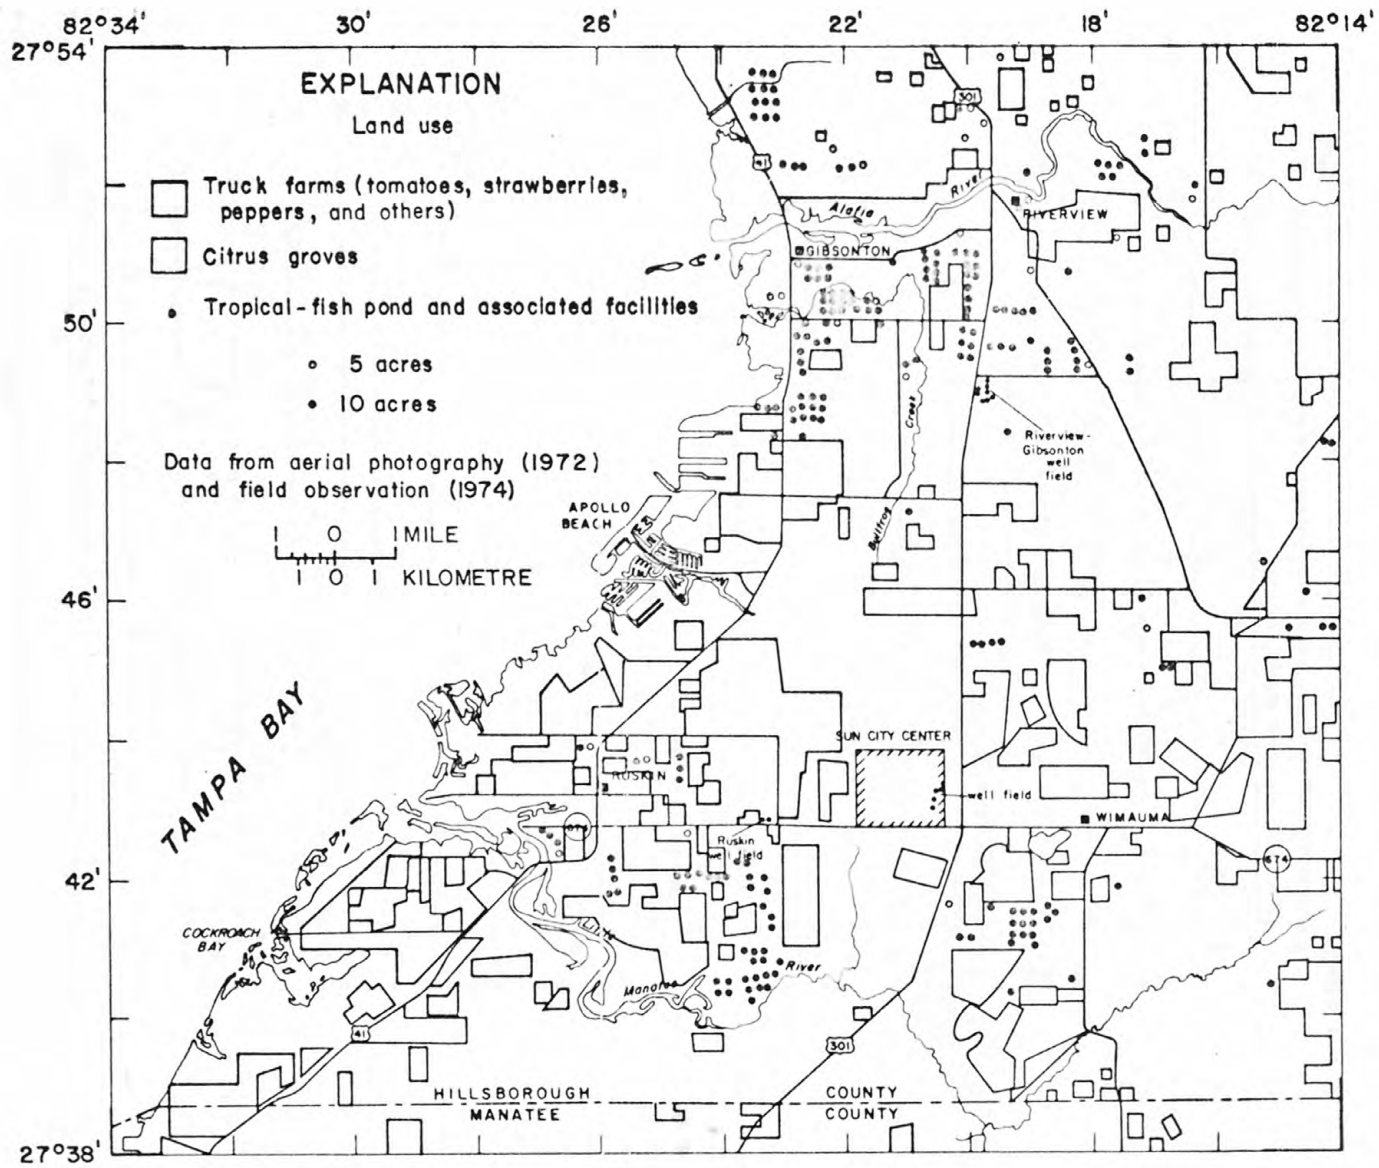 82°34'
30'
26'
22'
18'
82°14'
27°54'
EXPLANATION
Land use
Truck farms (tomatoes, strawberries,
peppers, and others)
Citrus groves
Tropical-fish pond and associated facilities
5 acres
10 acres
Data from aerial photography (1972)
and field observation (1974)
1 0 1 MILE
1 0 1 KILOMETRE
301
41
Alafia River
RIVERVIEW
GIBSONTON
50'
Bullfrog Creek
Riverview-
Gibsonton
well
field
APOLLO
BEACH
46'
TAMPA BAY
SUN CITY CENTER
RUSKIN
well field
WIMAUMA
674
Ruskin
well field
674
42'
COCKROACH
BAY
Manatee River
41
301
HILLSBOROUGH COUNTY
MANATEE COUNTY
27°38'